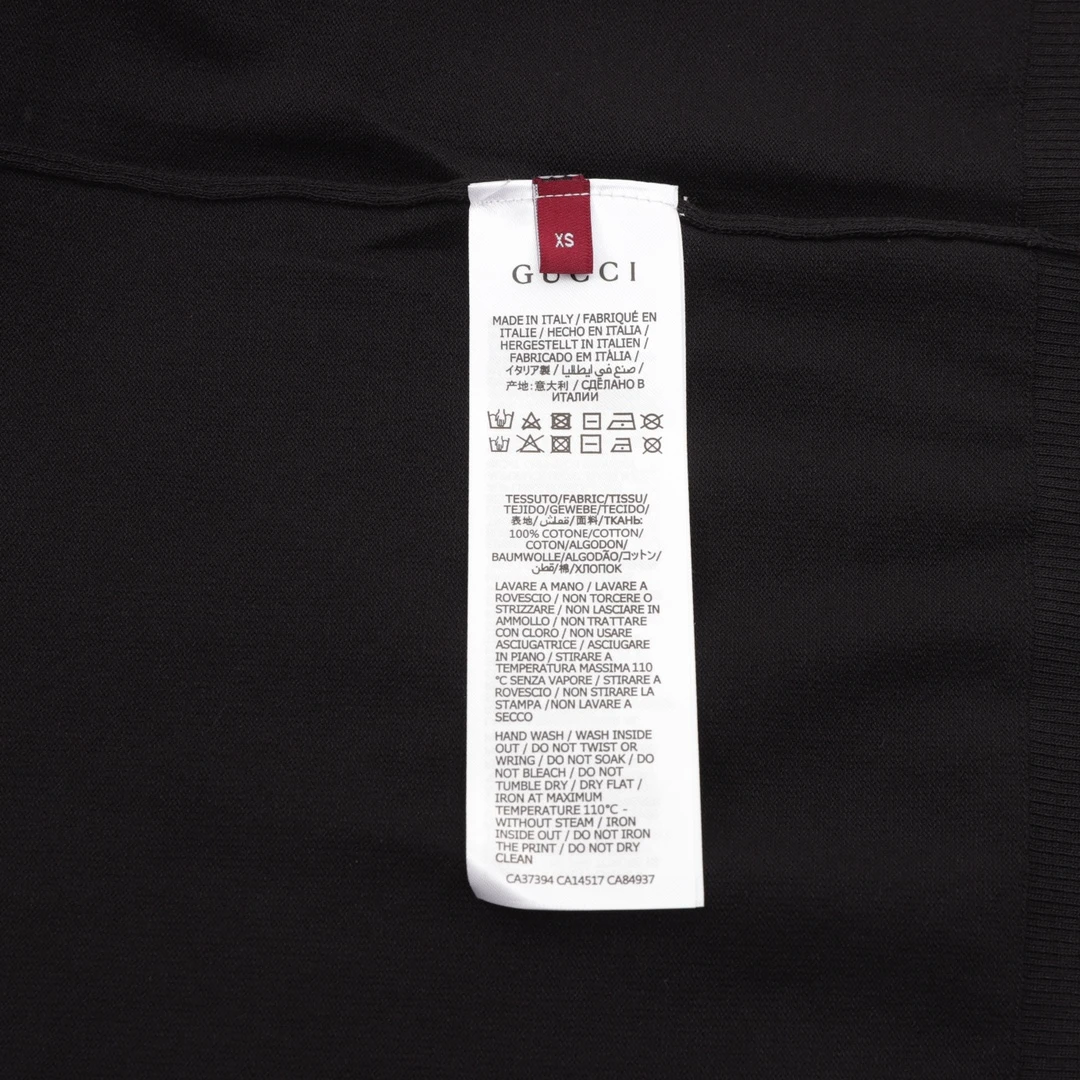 XS
GUCCI
MADE IN ITALY / FABRIQUÉ EN
ITALIE / HECHO EN ITALIA /
HERGESTELLT IN ITALIEN /
FABRICADO EM ITÀLIA /
イタリア製 / صنع في ايطاليا /
产地: 意大利 / СДЕЛАНО В
ИТАЛИИ
TESSUTO/FABRIC/TISSU/
TEJIDO/GEWEBE/TECIDO/
表地/قملش/面料/ТКАНЬ:
100% COTONE/COTTON/
COTON/ALGODON/
BAUMWOLLE/ALGODÃO/コットン/
قطن/棉/ХЛОПОК
LAVARE A MANO / LAVARE A
ROVESCIO / NON TORCERE O
STRIZZARE / NON LASCIARE IN
AMMOLLO / NON TRATTARE
CON CLORO / NON USARE
ASCIUGATRICE / ASCIUGARE
IN PIANO / STIRARE A
TEMPERATURA MASSIMA 110
°C SENZA VAPORE / STIRARE A
ROVESCIO / NON STIRARE LA
STAMPA /NON LAVARE A
SECCO
HAND WASH / WASH INSIDE
OUT / DO NOT TWIST OR
WRING / DO NOT SOAK / DO
NOT BLEACH / DO NOT
TUMBLE DRY / DRY FLAT /
IRON AT MAXIMUM
TEMPERATURE 110°C -
WITHOUT STEAM / IRON
INSIDE OUT / DO NOT IRON
THE PRINT / DO NOT DRY
CLEAN
CA37394 CA14517 CA84937